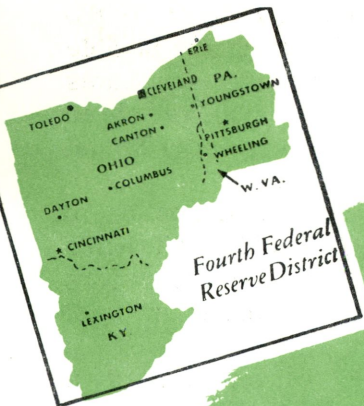 ERIE
CLEVELAND PA.
TOLEDO
YOUNGSTOWN
AKRON
CANTON
PITTSBURGH
OHIO
WHEELING
COLUMBUS
W. VA.
DAYTON
CINCINNATI
Fourth Federal
Reserve District
LEXINGTON
KY.